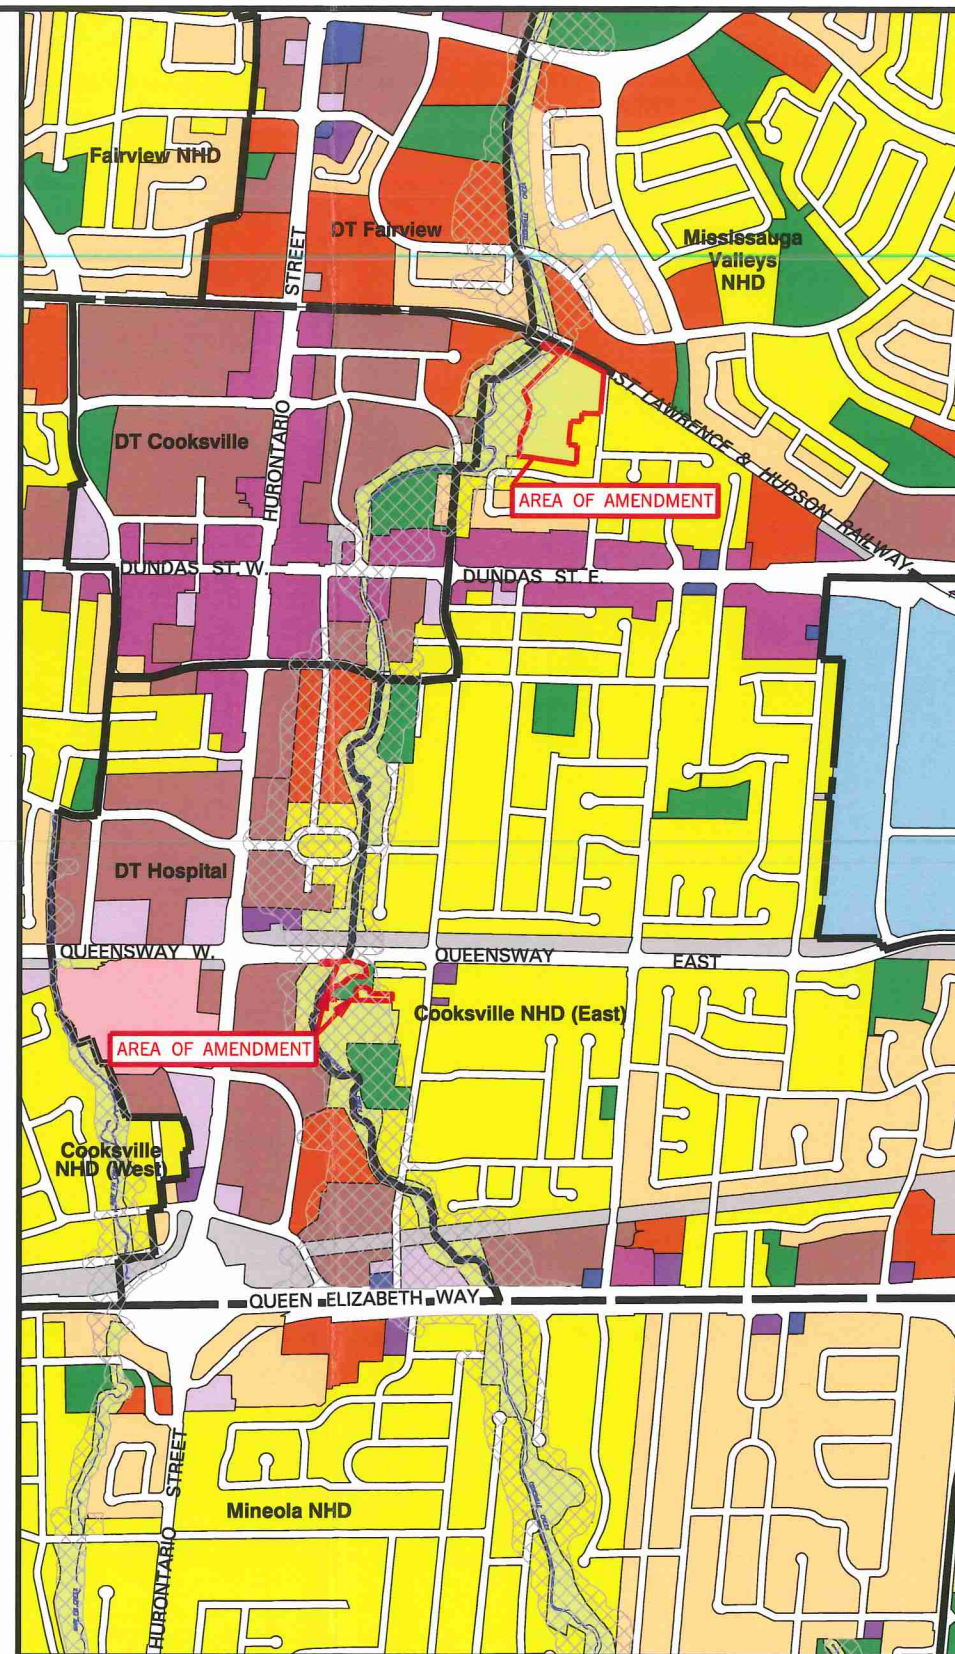 Fairview NHD
DT Fairview
STREET
Mississauga
Valleys
NHD
ST. LAWRENCE & HUDSON RAILWAY
DT Cooksville
HURONTARIO
AREA OF AMENDMENT
DUNDAS ST. W.
DUNDAS ST. E.
DT Hospital
QUEENSWAY W.
QUEENSWAY
EAST
Cooksville NHD (East)
AREA OF AMENDMENT
Cooksville
NHD (West)
QUEEN ELIZABETH WAY
HURONTARIO STREET
Mineola NHD